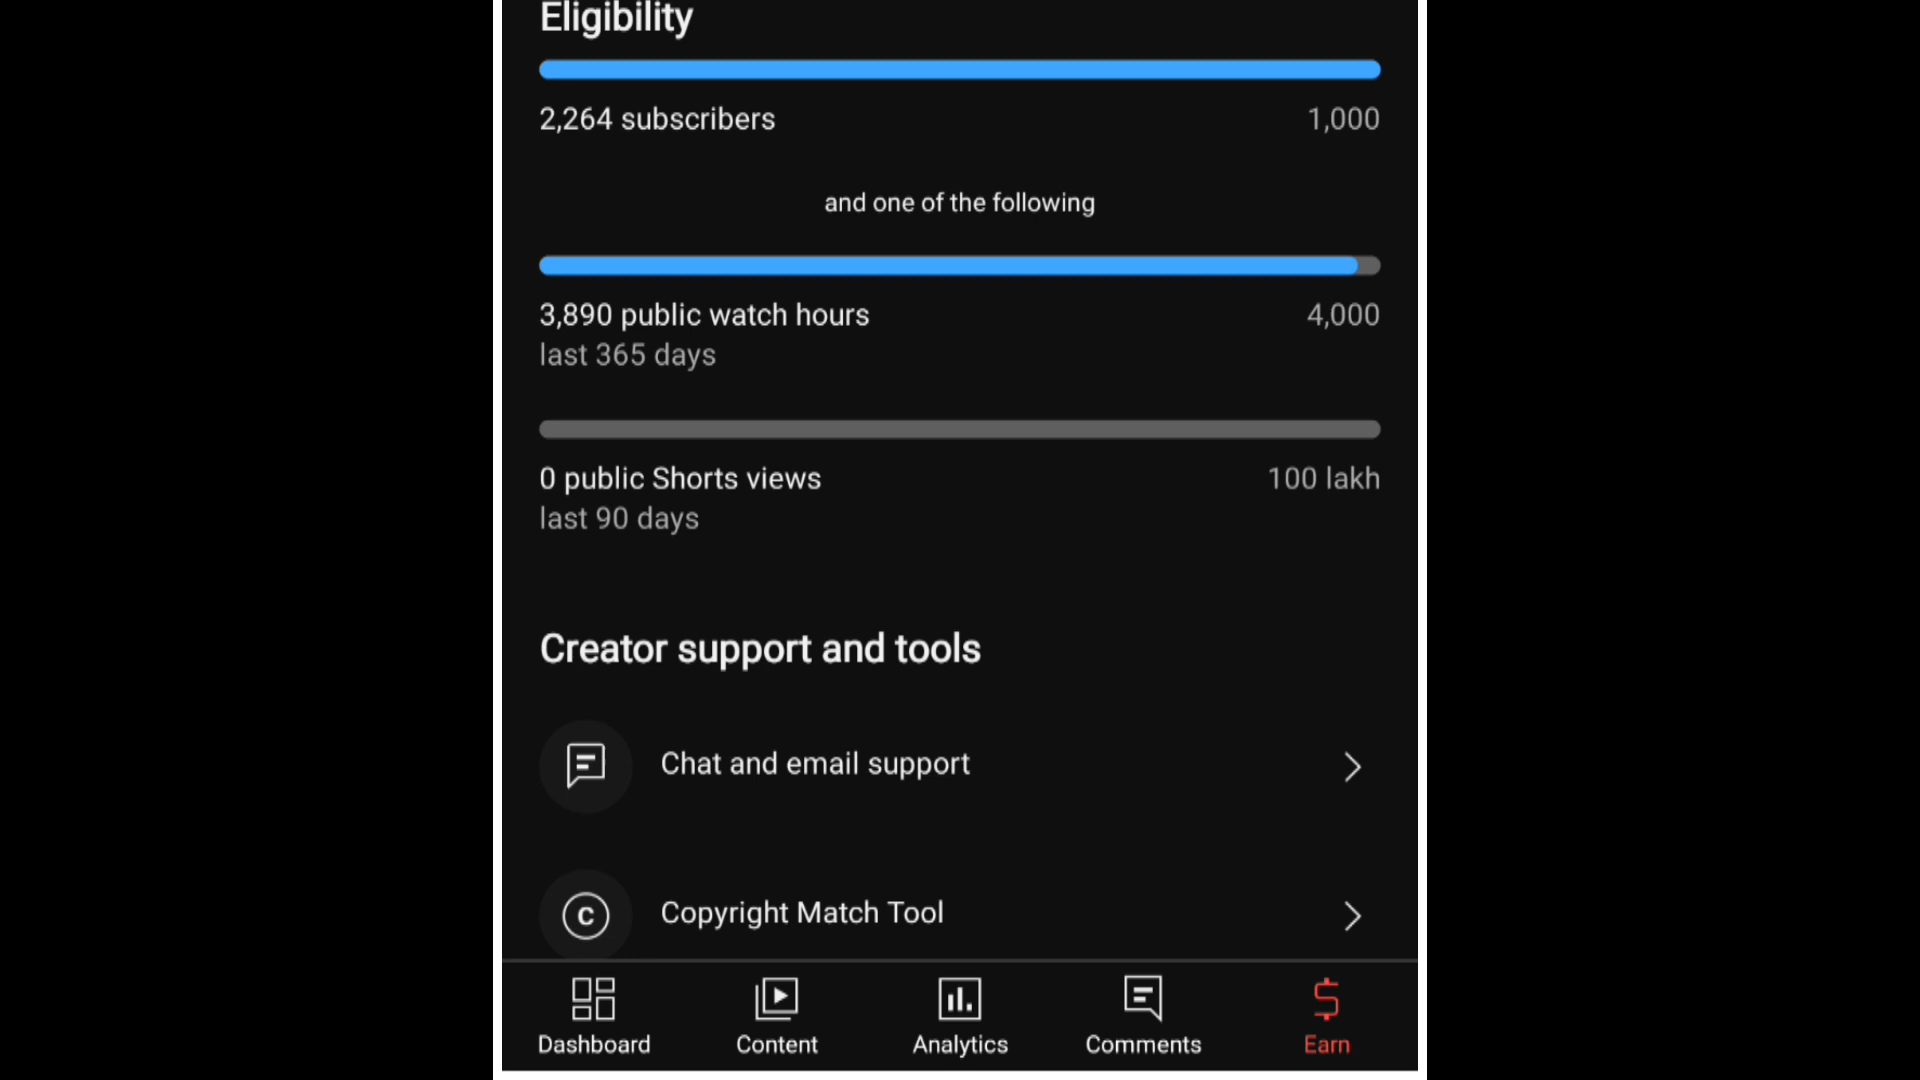 Eligibility
2,264 subscribers 1,000
and one of the following
3,890 public watch hours 4,000
last 365 days
0 public Shorts views 100 lakh
last 90 days
Creator support and tools
Chat and email support
C Copyright Match Tool
Dashboard Content Analytics Comments Earn